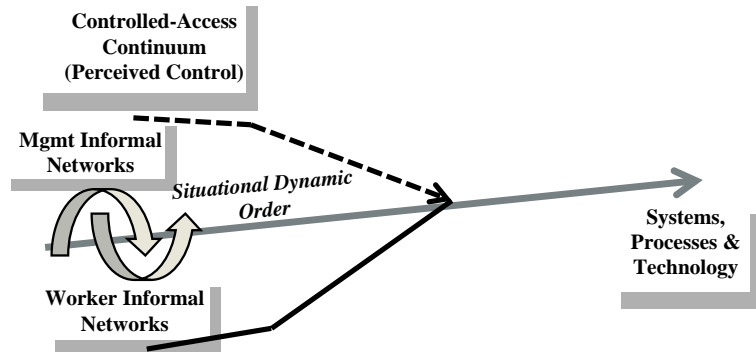 Controlled-Access
Continuum
(Perceived Control)
Mgmt Informal
Networks
Situational Dynamic
Order
Systems,
Processes &
Technology
Worker Informal
Networks